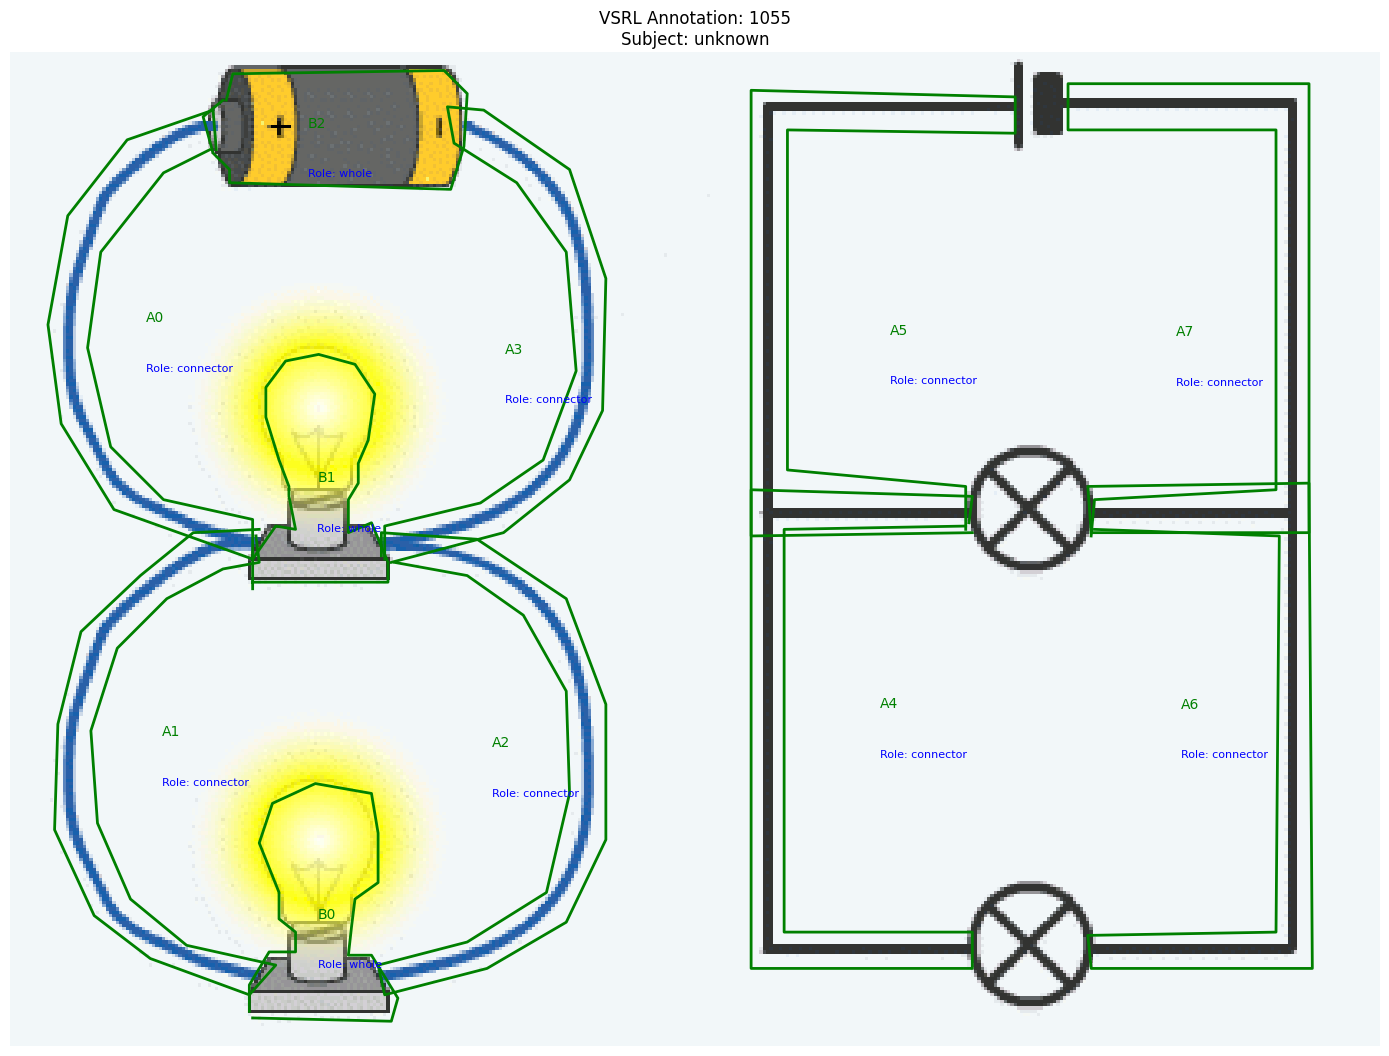 VSRL Annotation: 1055
Subject: unknown
+
B2
-
Role: whole
A0
Role: connector
A3
Role: connector
A5
Role: connector
A7
Role: connector
B1
Role: whole
A1
Role: connector
A2
Role: connector
A4
Role: connector
A6
Role: connector
B0
Role: whole